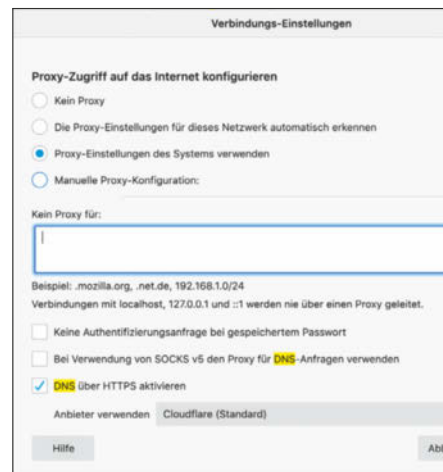 Verbindungs-Einstellungen
Proxy-Zugriff auf das Internet konfigurieren
Kein Proxy
Die Proxy-Einstellungen für dieses Netzwerk automatisch erkennen
Proxy-Einstellungen des Systems verwenden
Manuelle Proxy-Konfiguration:
Kein Proxy für:
Beispiel: .mozilla.org, .net.de, 192.168.1.0/24
Verbindungen mit localhost, 127.0.0.1 und ::1 werden nie über einen Proxy geleitet.
Keine Authentifizierungsanfrage bei gespeichertem Passwort
Bei Verwendung von SOCKS v5 den Proxy für DNS-Anfragen verwenden
DNS über HTTPS aktivieren
Anbieter verwenden Cloudflare (Standard)
Hilfe